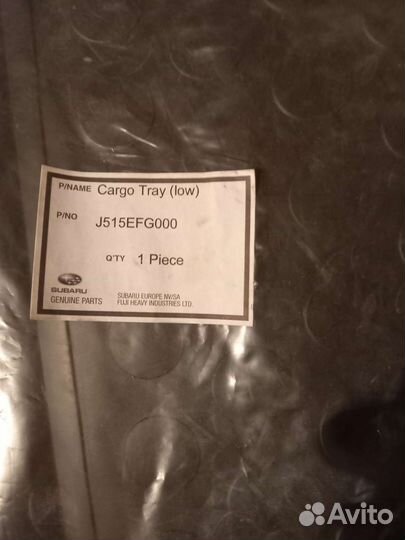 P/NAME Cargo Tray (low)
P/NO J515EFG000
Q'TY 1 Piece
SUBARU
GENUINE PARTS
SUBARU EUROPE NV/SA
FUJI HEAVY INDUSTRIES LTD.
Avito